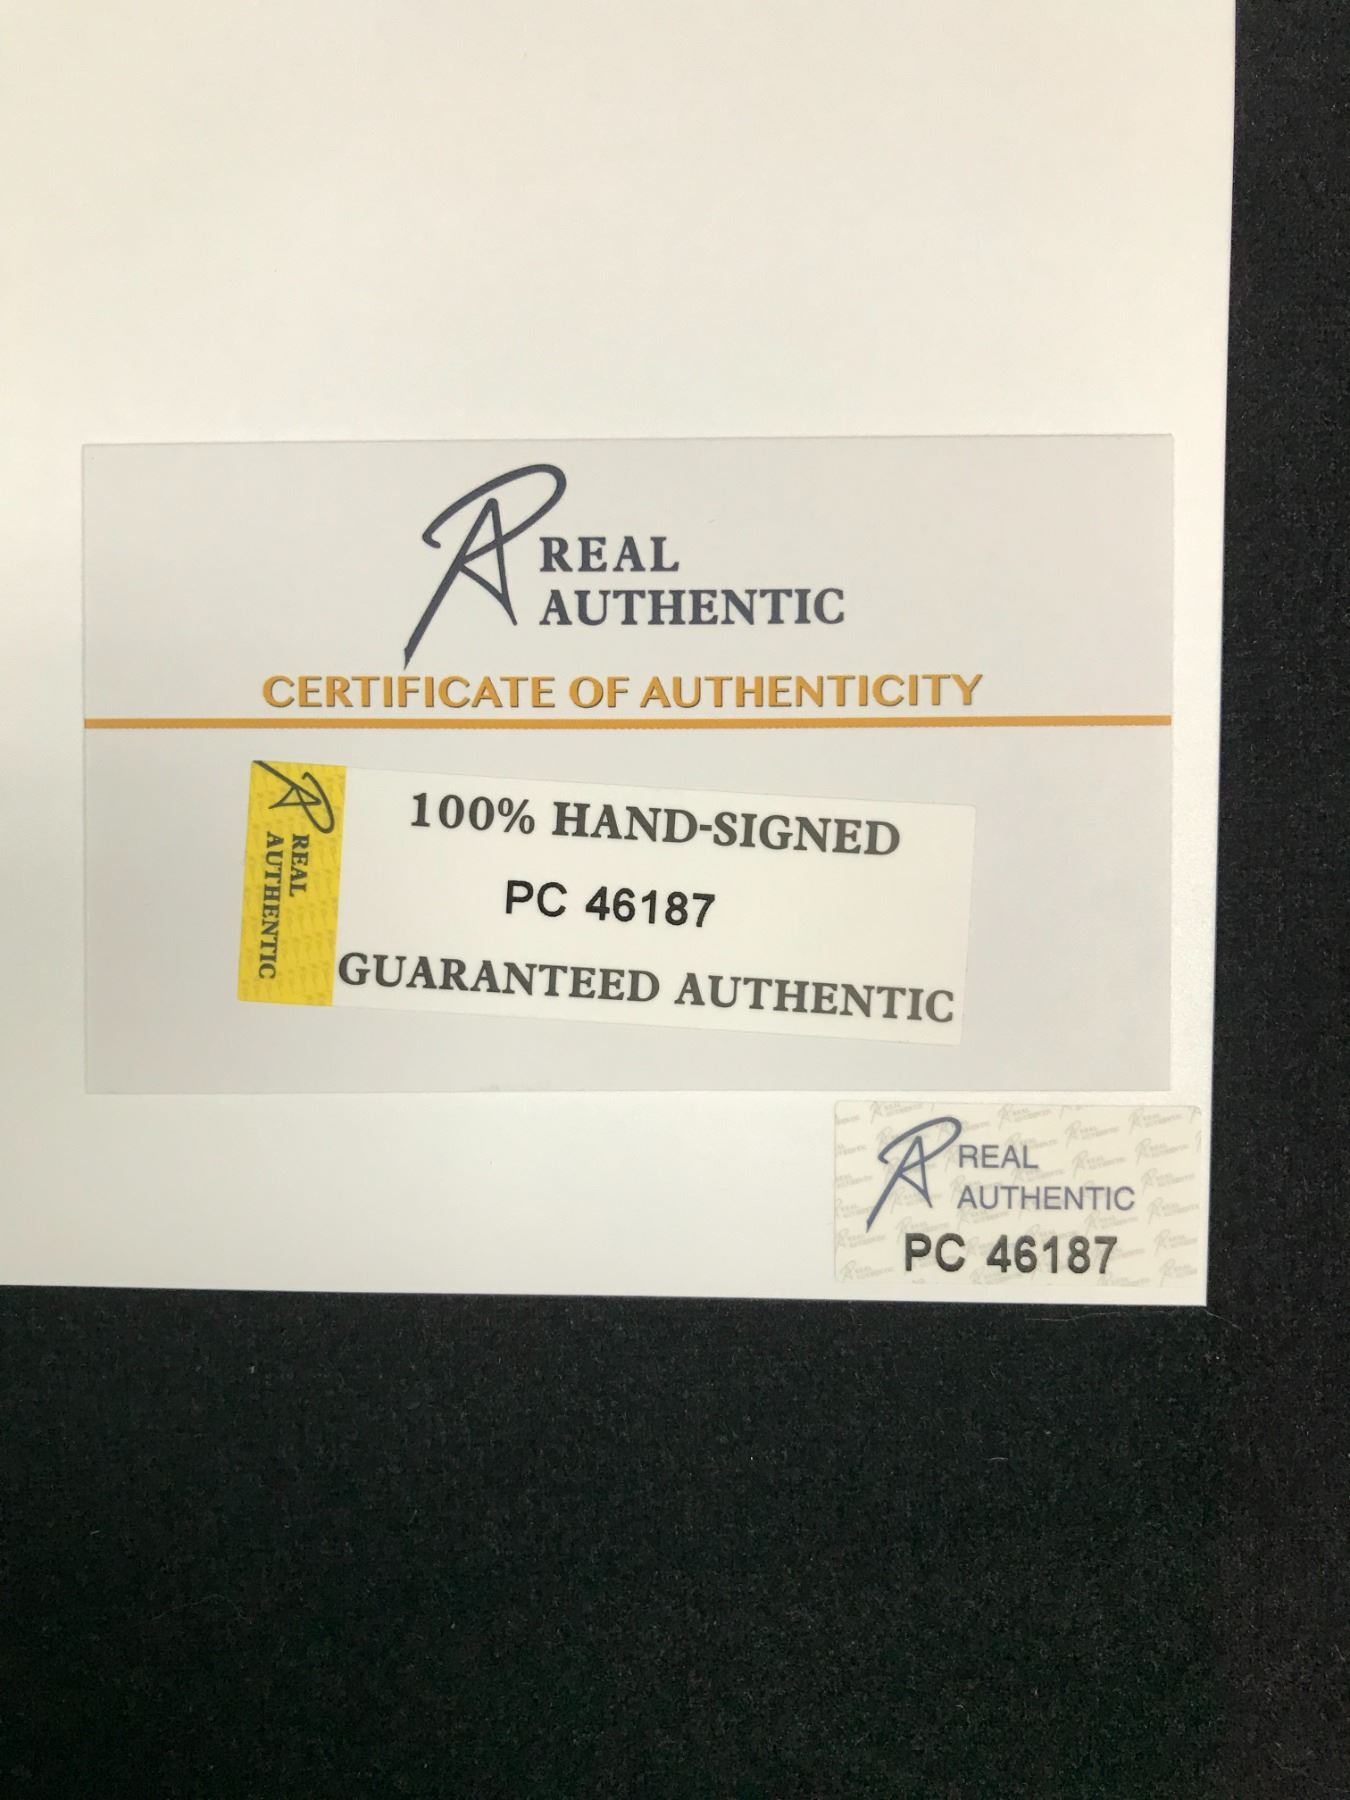 REAL
AUTHENTIC
CERTIFICATE OF AUTHENTICITY
REAL
AUTHENTIC
100% HAND-SIGNED
PC 46187
GUARANTEED AUTHENTIC
REAL
AUTHENTIC
PC 46187